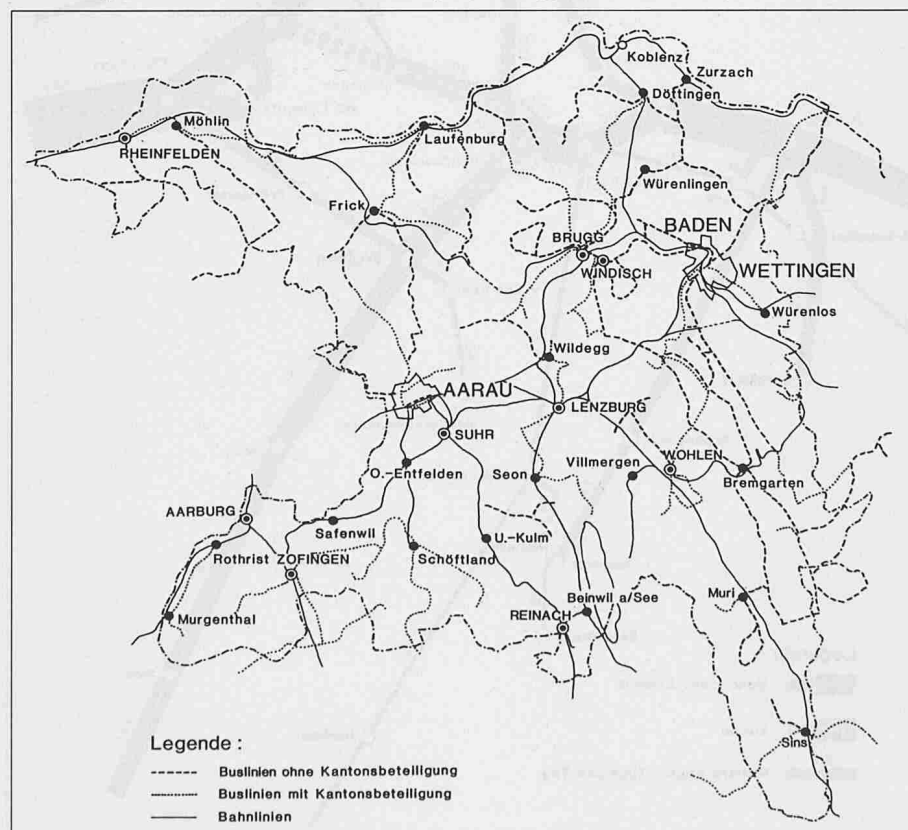 Koblenz
Zurzach
Döttingen
Möhlin
Laufenburg
RHEINFELDEN
Würenlingen
Frick
BADEN
BRUGG
WINDISCH
WETTINGEN
Würenlos
Wildegg
AARAU
LENZBURG
SUHR
WOHLEN
O.-Entfelden
Villmergen
Seon
Bremgarten
AARBURG
Safenwil
U.-Kulm
Rothrist
ZOFINGEN
Schöftland
Beinwil a/See
Muri
REINACH
Murgenthal
Sins
Legende :
Buslinien ohne Kantonsbeteiligung
Buslinien mit Kantonsbeteiligung
Bahnlinien